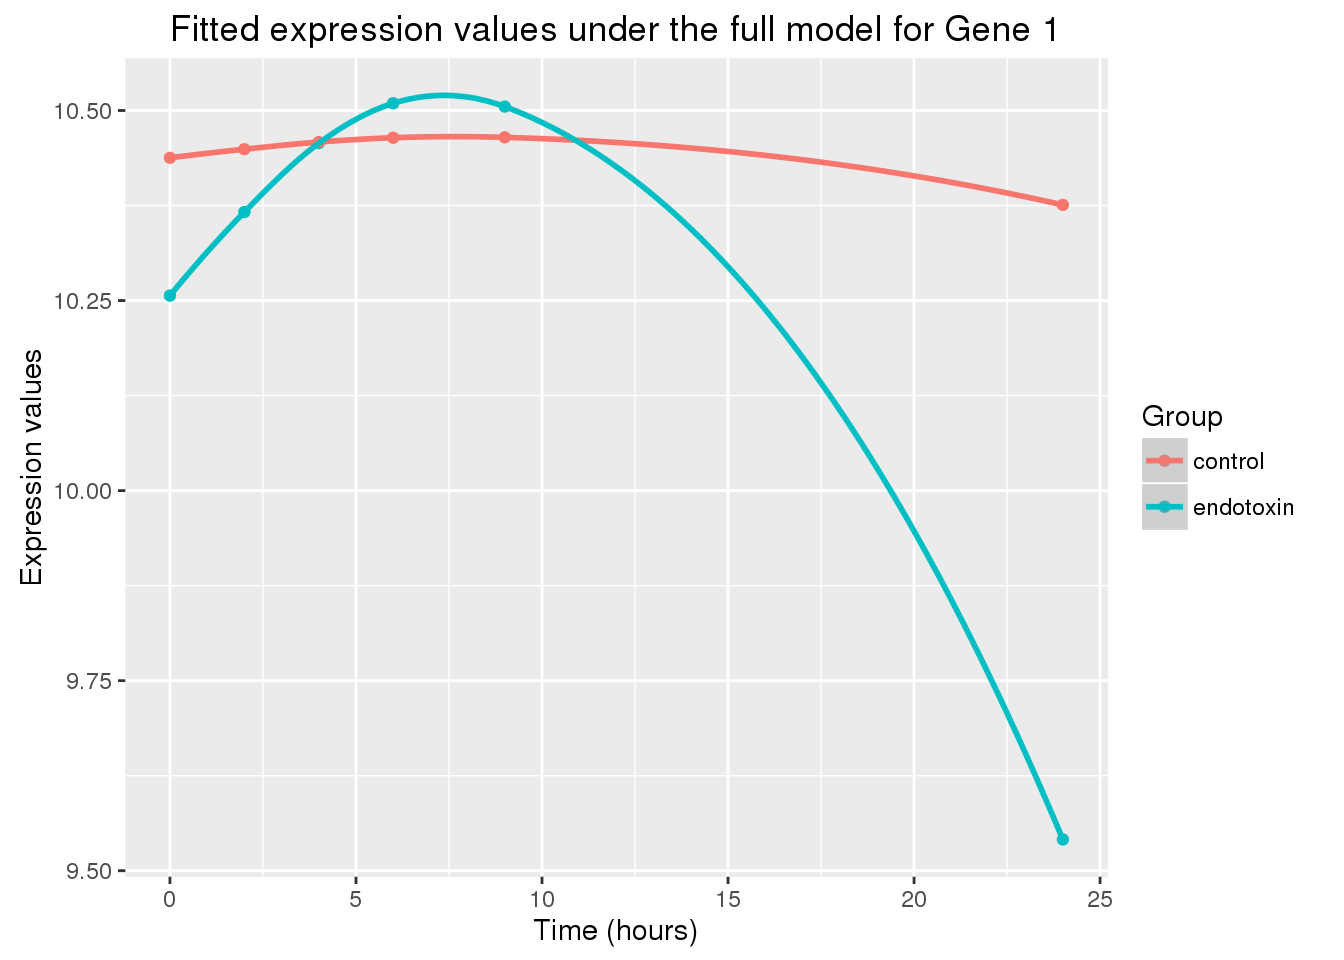 Fitted expression values under the full model for Gene 1
Expression values
10.50
10.25
10.00
9.75
9.50
0 5 10 15 20 25
Time (hours)
Group
control
endotoxin